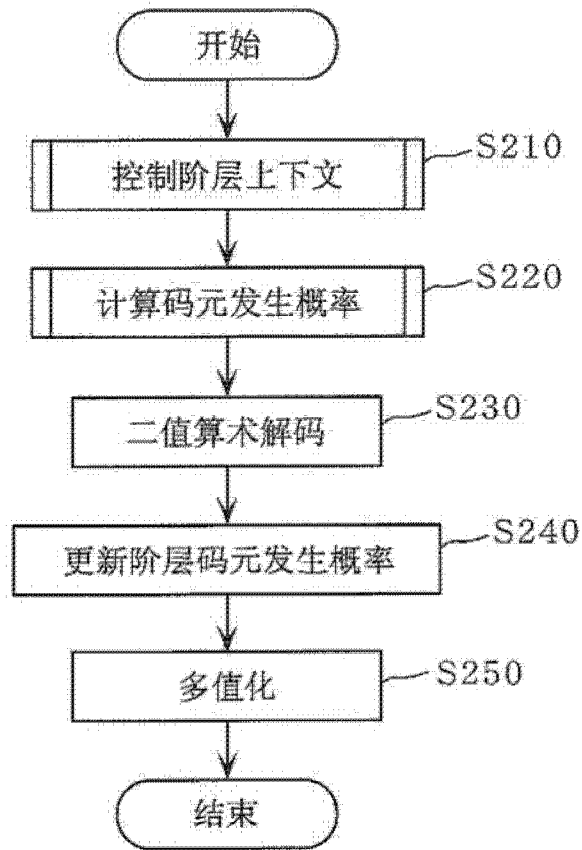 开始
控制阶层上下文
S210
计算码元发生概率
S220
二值算术解码
S230
更新阶层码元发生概率
S240
多值化
S250
结束